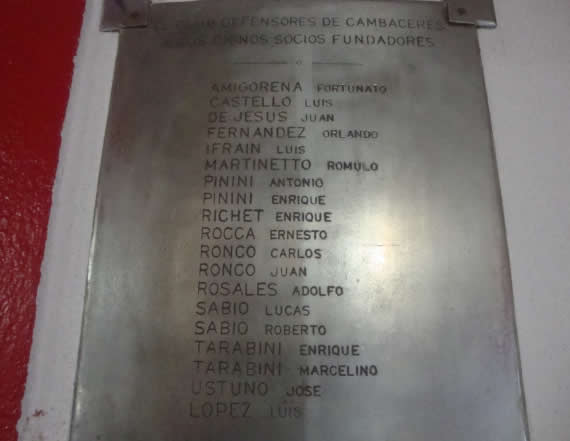 EL CLUB DEFENSORES DE CAMBACERES
A SUS DIGNOS SOCIOS FUNDADORES
AMIGORENA FORTUNATO
CASTELLO LUIS
DE JESUS JUAN
FERNANDEZ ORLANDO
IFRAIN LUIS
MARTINETTO ROMULO
PININI ANTONIO
PININI ENRIQUE
RICHET ENRIQUE
ROCCA ERNESTO
RONCO CARLOS
RONCO JUAN
ROSALES ADOLFO
SABIO LUCAS
SABIO ROBERTO
TARABINI ENRIQUE
TARABINI MARCELINO
USTUNO JOSE
LOPEZ LUIS